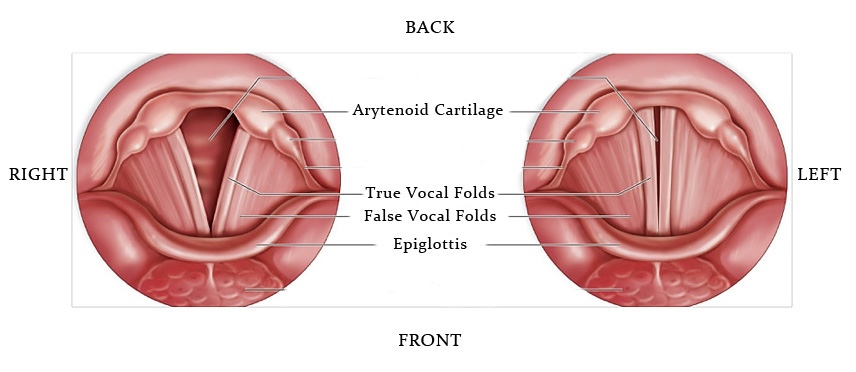 BACK
Arytenoid Cartilage
RIGHT
LEFT
True Vocal Folds
False Vocal Folds
Epiglottis
FRONT